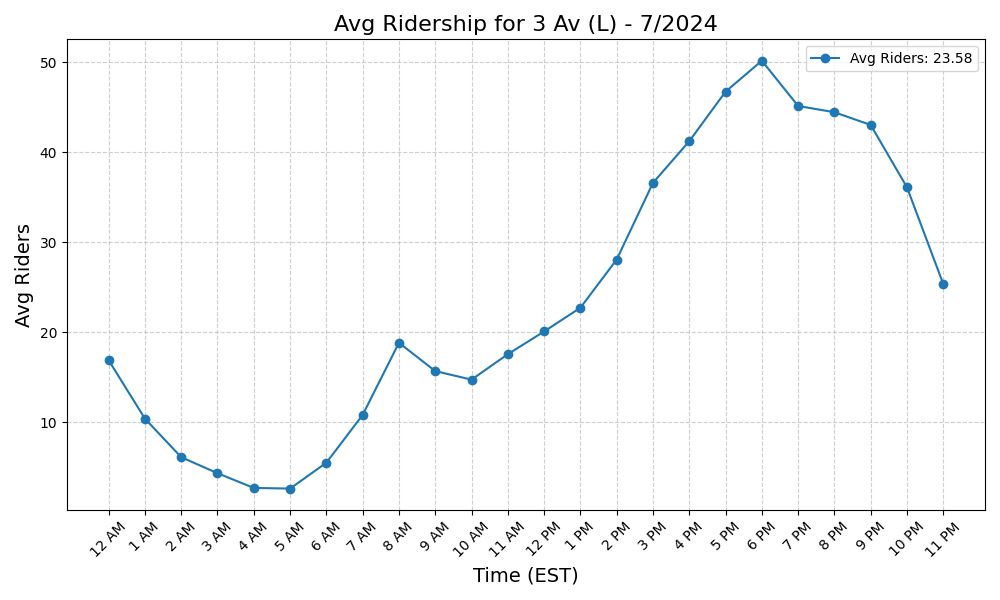 Avg Ridership for 3 Av (L) - 7/2024
Avg Riders: 23.58
Avg Riders
50
40
30
20
10
12 AM
1 AM
2 AM
3 AM
4 AM
5 AM
6 AM
7 AM
8 AM
9 AM
10 AM
11 AM
12 PM
1 PM
2 PM
3 PM
4 PM
5 PM
6 PM
7 PM
8 PM
9 PM
10 PM
11 PM
Time (EST)